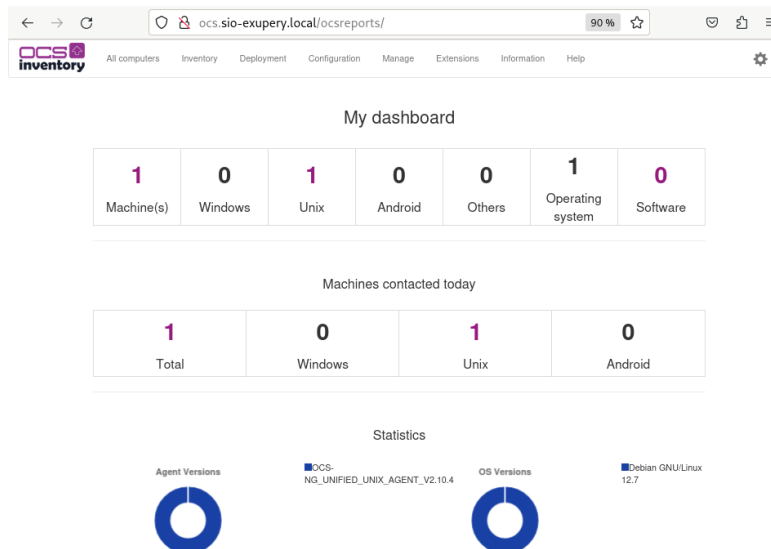 ocs.sio-exupery.local/ocsreports/ 90 %
OCS inventory
All computers Inventory Deployment Configuration Manage Extensions Information Help
My dashboard
1 0 1 0 0 1 0
Machine(s) Windows Unix Android Others Operating system Software
Machines contacted today
1 0 1 0
Total Windows Unix Android
Statistics
Agent Versions
OCS-
NG_UNIFIED_UNIX_AGENT_V2.10.4
OS Versions
Debian GNU/Linux
12.7